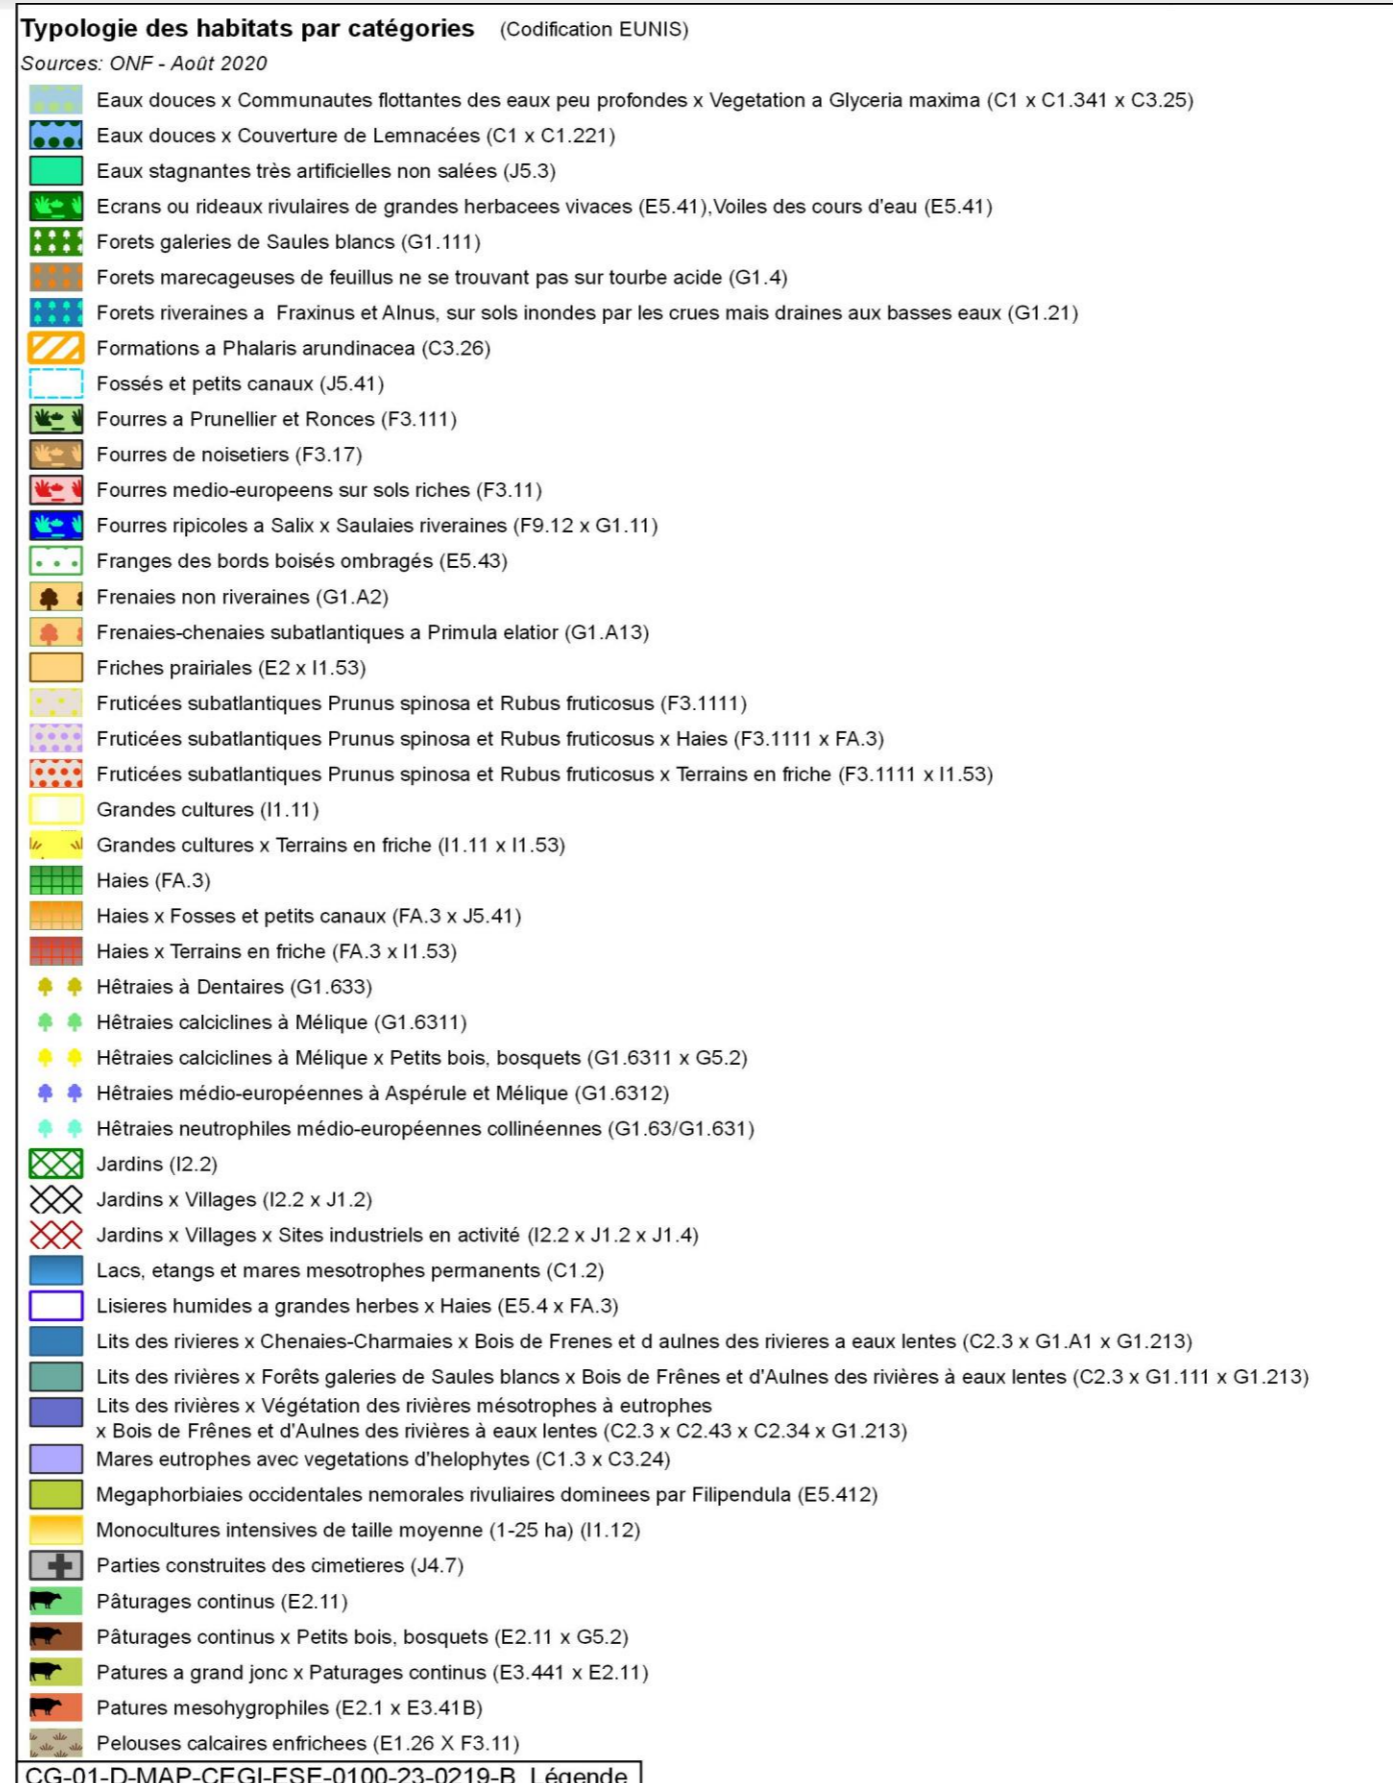 Typologie des habitats par catégories (Codification EUNIS)
Sources: ONF - Août 2020
Eaux douces x Communautes flottantes des eaux peu profondes x Vegetation a Glyceria maxima (C1 x C1.341 x C3.25)
Eaux douces x Couverture de Lemnacées (C1 x C1.221)
Eaux stagnantes très artificielles non salées (J5.3)
Ecrans ou rideaux rivulaires de grandes herbacees vivaces (E5.41),Voiles des cours d'eau (E5.41)
Forets galeries de Saules blancs (G1.111)
Forets marecageuses de feuillus ne se trouvant pas sur tourbe acide (G1.4)
Forets riveraines a Fraxinus et Alnus, sur sols inondes par les crues mais draines aux basses eaux (G1.21)
Formations a Phalaris arundinacea (C3.26)
Fossés et petits canaux (J5.41)
Fourres a Prunellier et Ronces (F3.111)
Fourres de noisetiers (F3.17)
Fourres medio-europeens sur sols riches (F3.11)
Fourres ripicoles a Salix x Saulaies riveraines (F9.12 x G1.11)
Franges des bords boisés ombragés (E5.43)
Frenaies non riveraines (G1.A2)
Frenaies-chenaies subatlantiques a Primula elatior (G1.A13)
Friches prairiales (E2 x I1.53)
Fruticées subatlantiques Prunus spinosa et Rubus fruticosus (F3.1111)
Fruticées subatlantiques Prunus spinosa et Rubus fruticosus x Haies (F3.1111 x FA.3)
Fruticées subatlantiques Prunus spinosa et Rubus fruticosus x Terrains en friche (F3.1111 x I1.53)
Grandes cultures (I1.11)
Grandes cultures x Terrains en friche (I1.11 x I1.53)
Haies (FA.3)
Haies x Fosses et petits canaux (FA.3 x J5.41)
Haies x Terrains en friche (FA.3 x I1.53)
Hêtraies à Dentaires (G1.633)
Hêtraies calciclines à Mélique (G1.6311)
Hêtraies calciclines à Mélique x Petits bois, bosquets (G1.6311 x G5.2)
Hêtraies médio-européennes à Aspérule et Mélique (G1.6312)
Hêtraies neutrophiles médio-européennes collinéennes (G1.63/G1.631)
Jardins (I2.2)
Jardins x Villages (I2.2 x J1.2)
Jardins x Villages x Sites industriels en activité (I2.2 x J1.2 x J1.4)
Lacs, etangs et mares mesotrophes permanents (C1.2)
Lisieres humides a grandes herbes x Haies (E5.4 x FA.3)
Lits des rivieres x Chenaies-Charmaies x Bois de Frenes et d aulnes des rivieres a eaux lentes (C2.3 x G1.A1 x G1.213)
Lits des rivières x Forêts galeries de Saules blancs x Bois de Frênes et d'Aulnes des rivières à eaux lentes (C2.3 x G1.111 x G1.213)
Lits des rivières x Végétation des rivières mésotrophes à eutrophes
x Bois de Frênes et d'Aulnes des rivières à eaux lentes (C2.3 x C2.43 x C2.34 x G1.213)
Mares eutrophes avec vegetations d'helophytes (C1.3 x C3.24)
Megaphorbiaies occidentales nemorales rivuliaires dominees par Filipendula (E5.412)
Monocultures intensives de taille moyenne (1-25 ha) (I1.12)
Parties construites des cimetieres (J4.7)
Pâturages continus (E2.11)
Pâturages continus x Petits bois, bosquets (E2.11 x G5.2)
Patures a grand jonc x Paturages continus (E3.441 x E2.11)
Patures mesohygrophiles (E2.1 x E3.41B)
Pelouses calcaires enfrichees (E1.26 X F3.11)
CG-01-D-MAP-CEGI-ESE-0100-23-0219-B_Légende